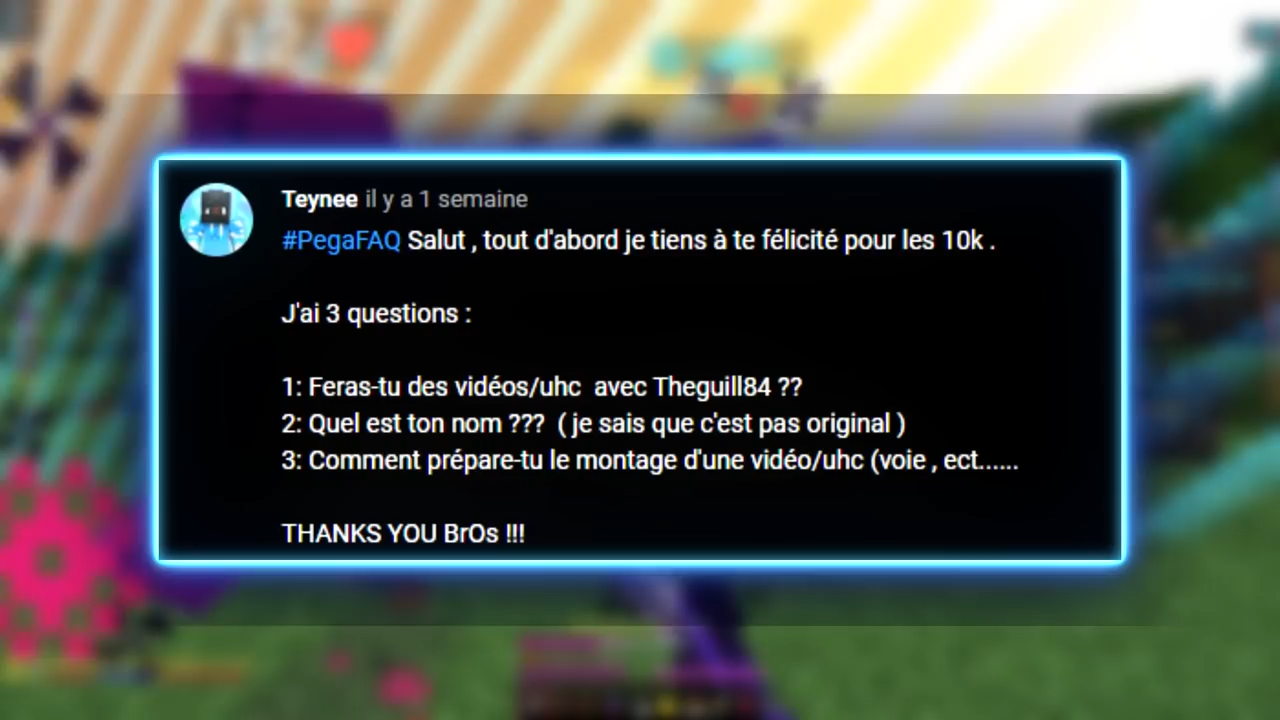 Teynee il y a 1 semaine
#PegaFAQ Salut , tout d'abord je tiens à te félicité pour les 10k .
J'ai 3 questions :
1: Feras-tu des vidéos/uhc  avec Theguill84 ??
2: Quel est ton nom ???  ( je sais que c'est pas original )
3: Comment prépare-tu le montage d'une vidéo/uhc (voie , ect......
THANKS YOU BrOs !!!